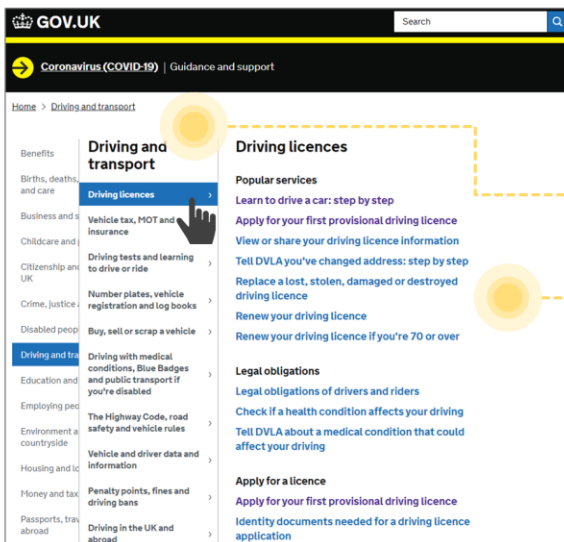 GOV.UK
Search
Coronavirus (COVID-19) | Guidance and support
Home > Driving and transport
Benefits
Births, deaths,
and care
Business and s
Childcare and
Citizenship and
UK
Crime, justice
Disabled peop
Driving and tra
Education and
Employing peo
Environment a
countryside
Housing and lo
Money and tax
Passports, trav
abroad
Driving and
transport
Driving licences
Vehicle tax, MOT and
insurance
Driving tests and learning
to drive or ride
Number plates, vehicle
registration and log books
Buy, sell or scrap a vehicle
Driving with medical
conditions, Blue Badges
and public transport if
you're disabled
The Highway Code, road
safety and vehicle rules
Vehicle and driver data and
information
Penalty points, fines and
driving bans
Driving in the UK and
abroad
Driving licences
Popular services
Learn to drive a car: step by step
Apply for your first provisional driving licence
View or share your driving licence information
Tell DVLA you've changed address: step by step
Replace a lost, stolen, damaged or destroyed
driving licence
Renew your driving licence
Renew your driving licence if you're 70 or over
Legal obligations
Legal obligations of drivers and riders
Check if a health condition affects your driving
Tell DVLA about a medical condition that could
affect your driving
Apply for a licence
Apply for your first provisional driving licence
Identity documents needed for a driving licence
application